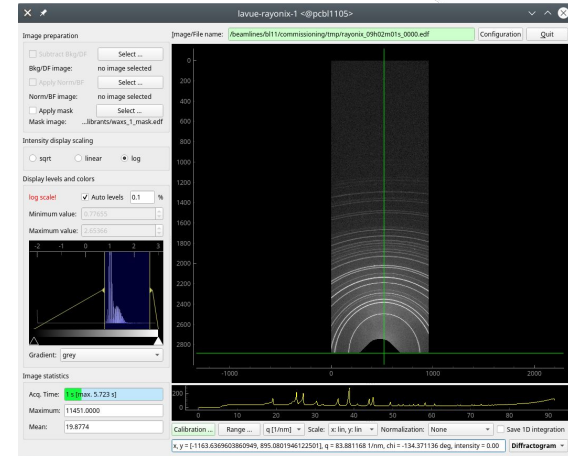 lavue-rayonix-1 <@pcbl1105>
Image preparation
Image/File name: /beamlines/bl11/commissioning/tmp/rayonix_09h02m01s_0000.edf Configuration Quit
Subtract Bkg/DF Select ...
Bkg/DF image: no image selected
Apply Norm/BF Select ...
Norm/BF image: no image selected
Apply mask Select ...
Mask image: ...librants/waxs_1_mask.edf
Intensity display scaling
sqrt linear log
Display levels and colors
log scale! Auto levels 0.1 %
Minimum value: 0.77655
Maximum value: 2.65366
-2 -1 0 1 2 3
Gradient: grey
Image statistics
Acq. Time: 1 s [max. 5.723 s]
Maximum: 11451.0000
Mean: 19.8774
0
200
400
600
800
1000
1200
1400
1600
1800
2000
2200
2400
2600
2800
-1000 0 1000 2000
200
0
0 10 20 30 40 50 60 70 80 90
Calibration ... Range ... q [1/nm] Scale: x: lin, y: lin Normalization: None Save 1D integration
x, y = [-1163.6369603860949, 895.0801946122501], q = 83.881168 1/nm, chi = -134.371136 deg, intensity = 0.00 Diffractogram